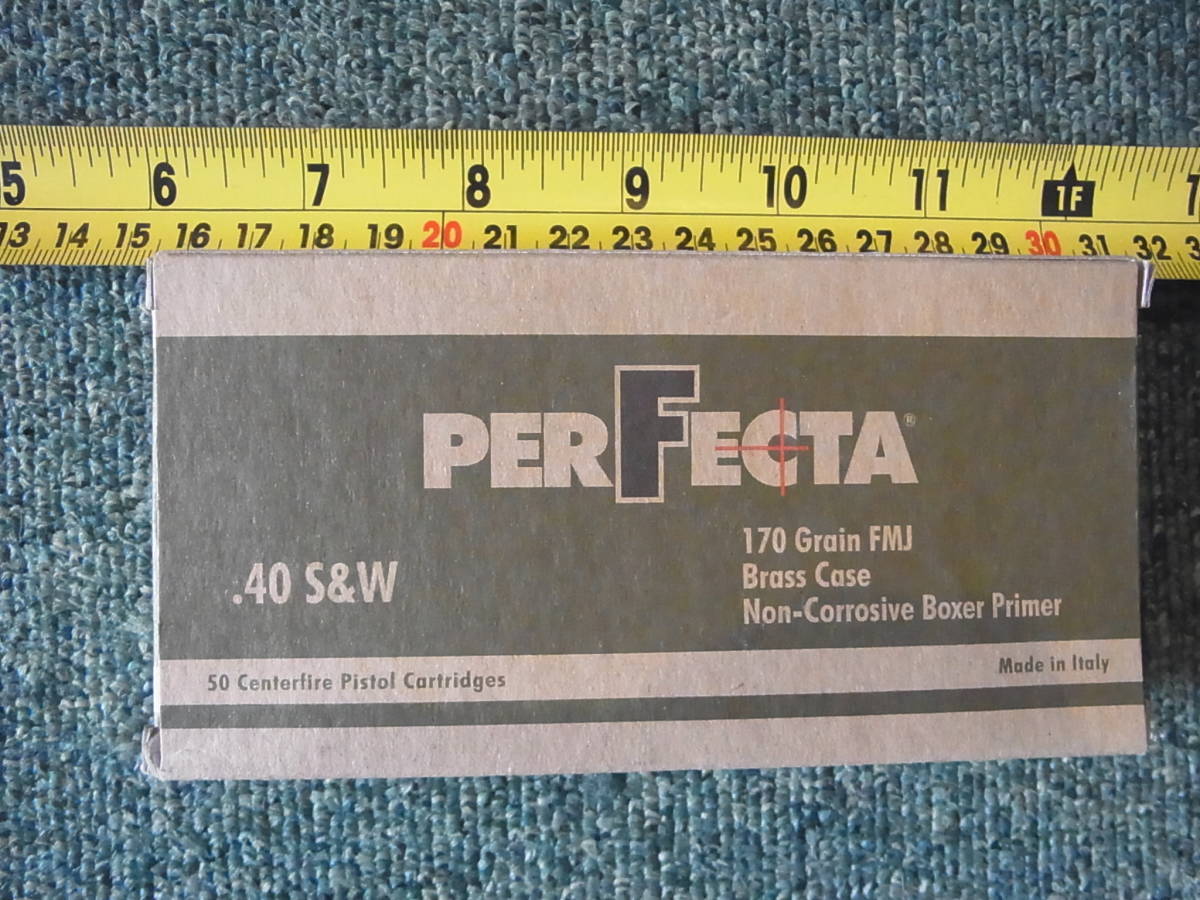 5 6 7 8 9 10 11 1F 1
13 14 15 16 17 18 19 20 21 22 23 24 25 26 27 28 29 30 31 32 3
PERFECTA®
170 Grain FMJ
.40 S&W
Brass Case
Non-Corrosive Boxer Primer
50 Centerfire Pistol Cartridges
Made in Italy